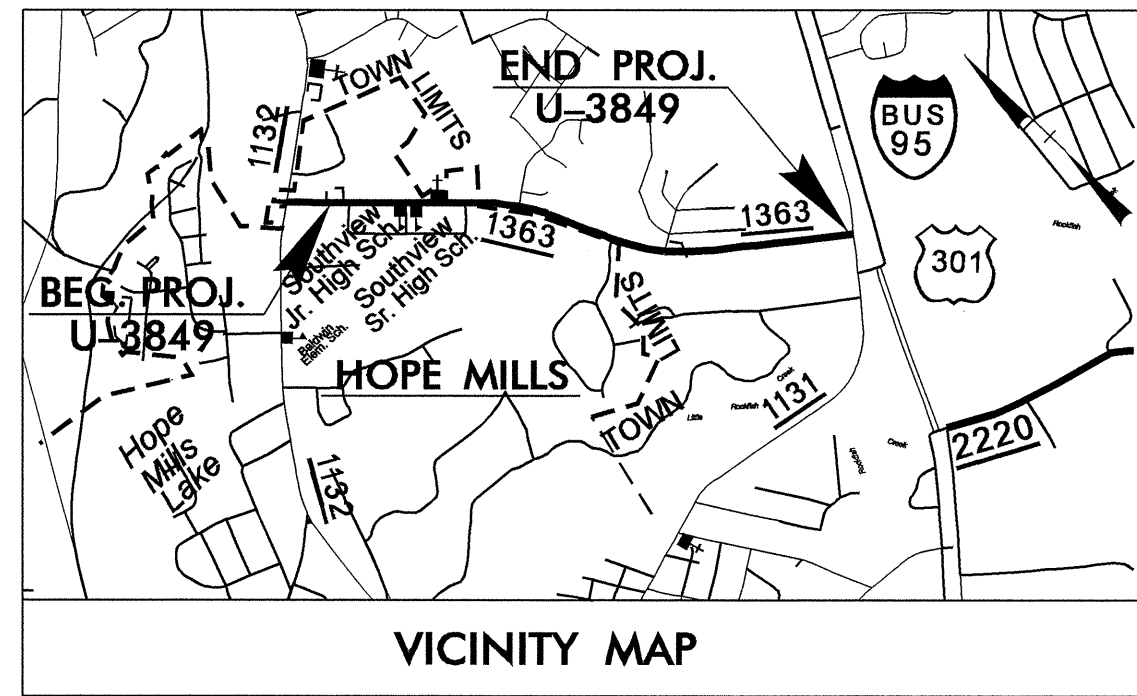 END PROJ.
U-3849
TOWN
LIMITS
BUS
95
1132
1363
1363
301
Rockfish
Southview
Jr. High Sch.
Southview
Sr. High Sch.
BEG. PROJ.
U-3849
Baldwin
Elem. Sch.
HOPE MILLS
LIMITS
TOWN
Little
Rockfish
Creek
1131
Hope
Mills
Lake
1132
Rockfish
Creek
2220
VICINITY MAP